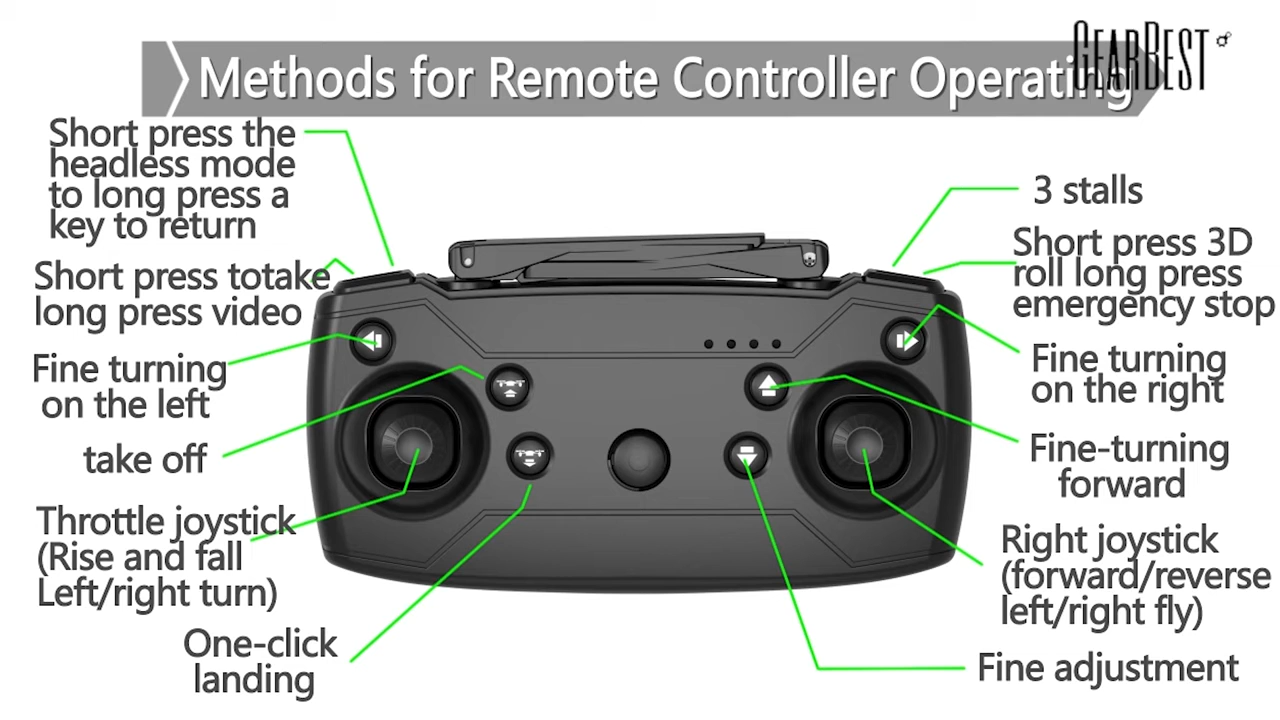 Methods for Remote Controller Operating
GEARBEST
Short press the
headless mode
to long press a
key to return
Short press totake
long press video
Fine turning
on the left
take off
Throttle joystick
(Rise and fall
Left/right turn)
One-click
landing
3 stalls
Short press 3D
roll long press
emergency stop
Fine turning
on the right
Fine-turning
forward
Right joystick
(forward/reverse
left/right fly)
Fine adjustment